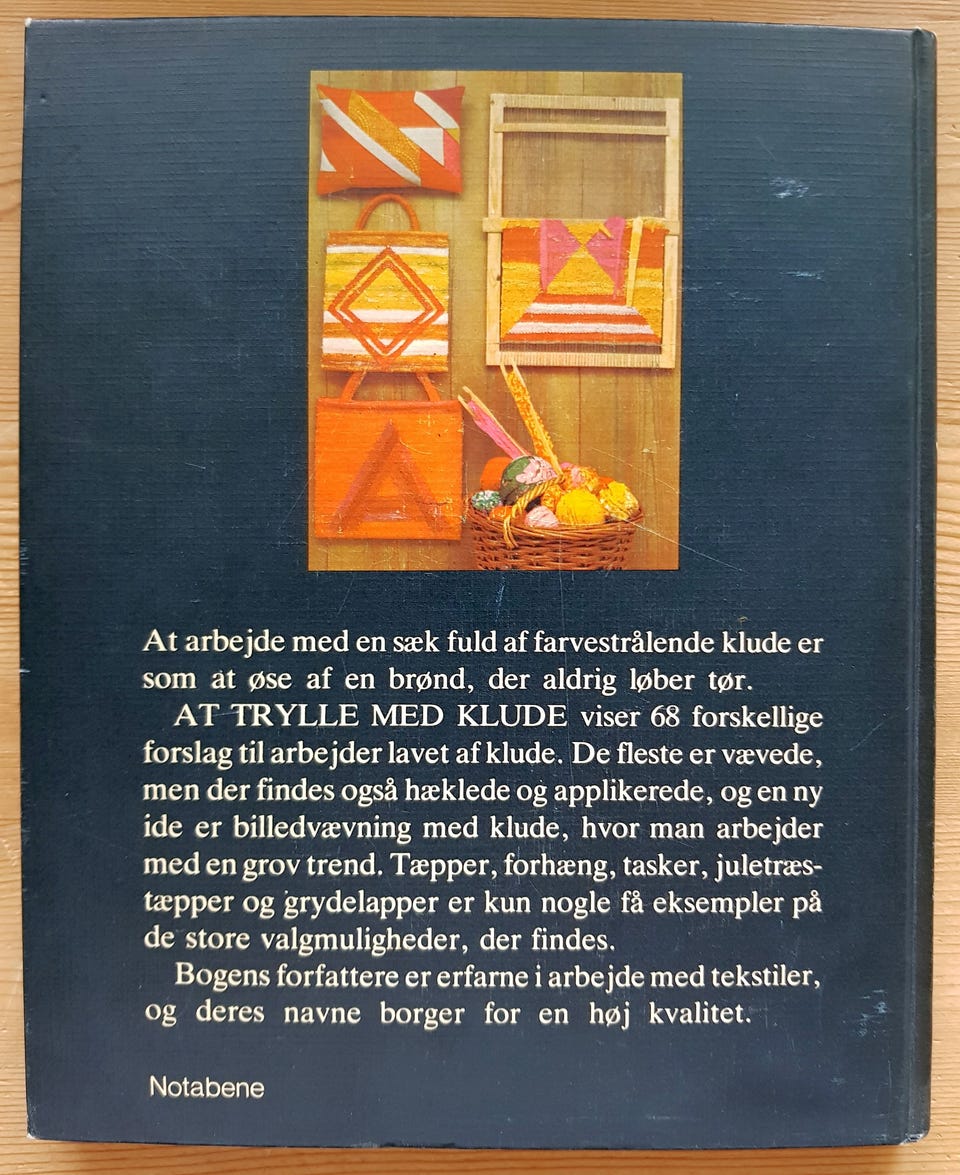 At arbejde med en sæk fuld af farvestrålende klude er
som at øse af en brønd, der aldrig løber tør.
AT TRYLLE MED KLUDE viser 68 forskellige
forslag til arbejder lavet af klude. De fleste er vævede,
men der findes også hæklede og applikerede, og en ny
ide er billedvævning med klude, hvor man arbejder
med en grov trend. Tæpper, forhæng, tasker, juletræs-
tæpper og grydelapper er kun nogle få eksempler på
de store valgmuligheder, der findes.
Bogens forfattere er erfarne i arbejde med tekstiler,
og deres navne borger for en høj kvalitet.
Notabene